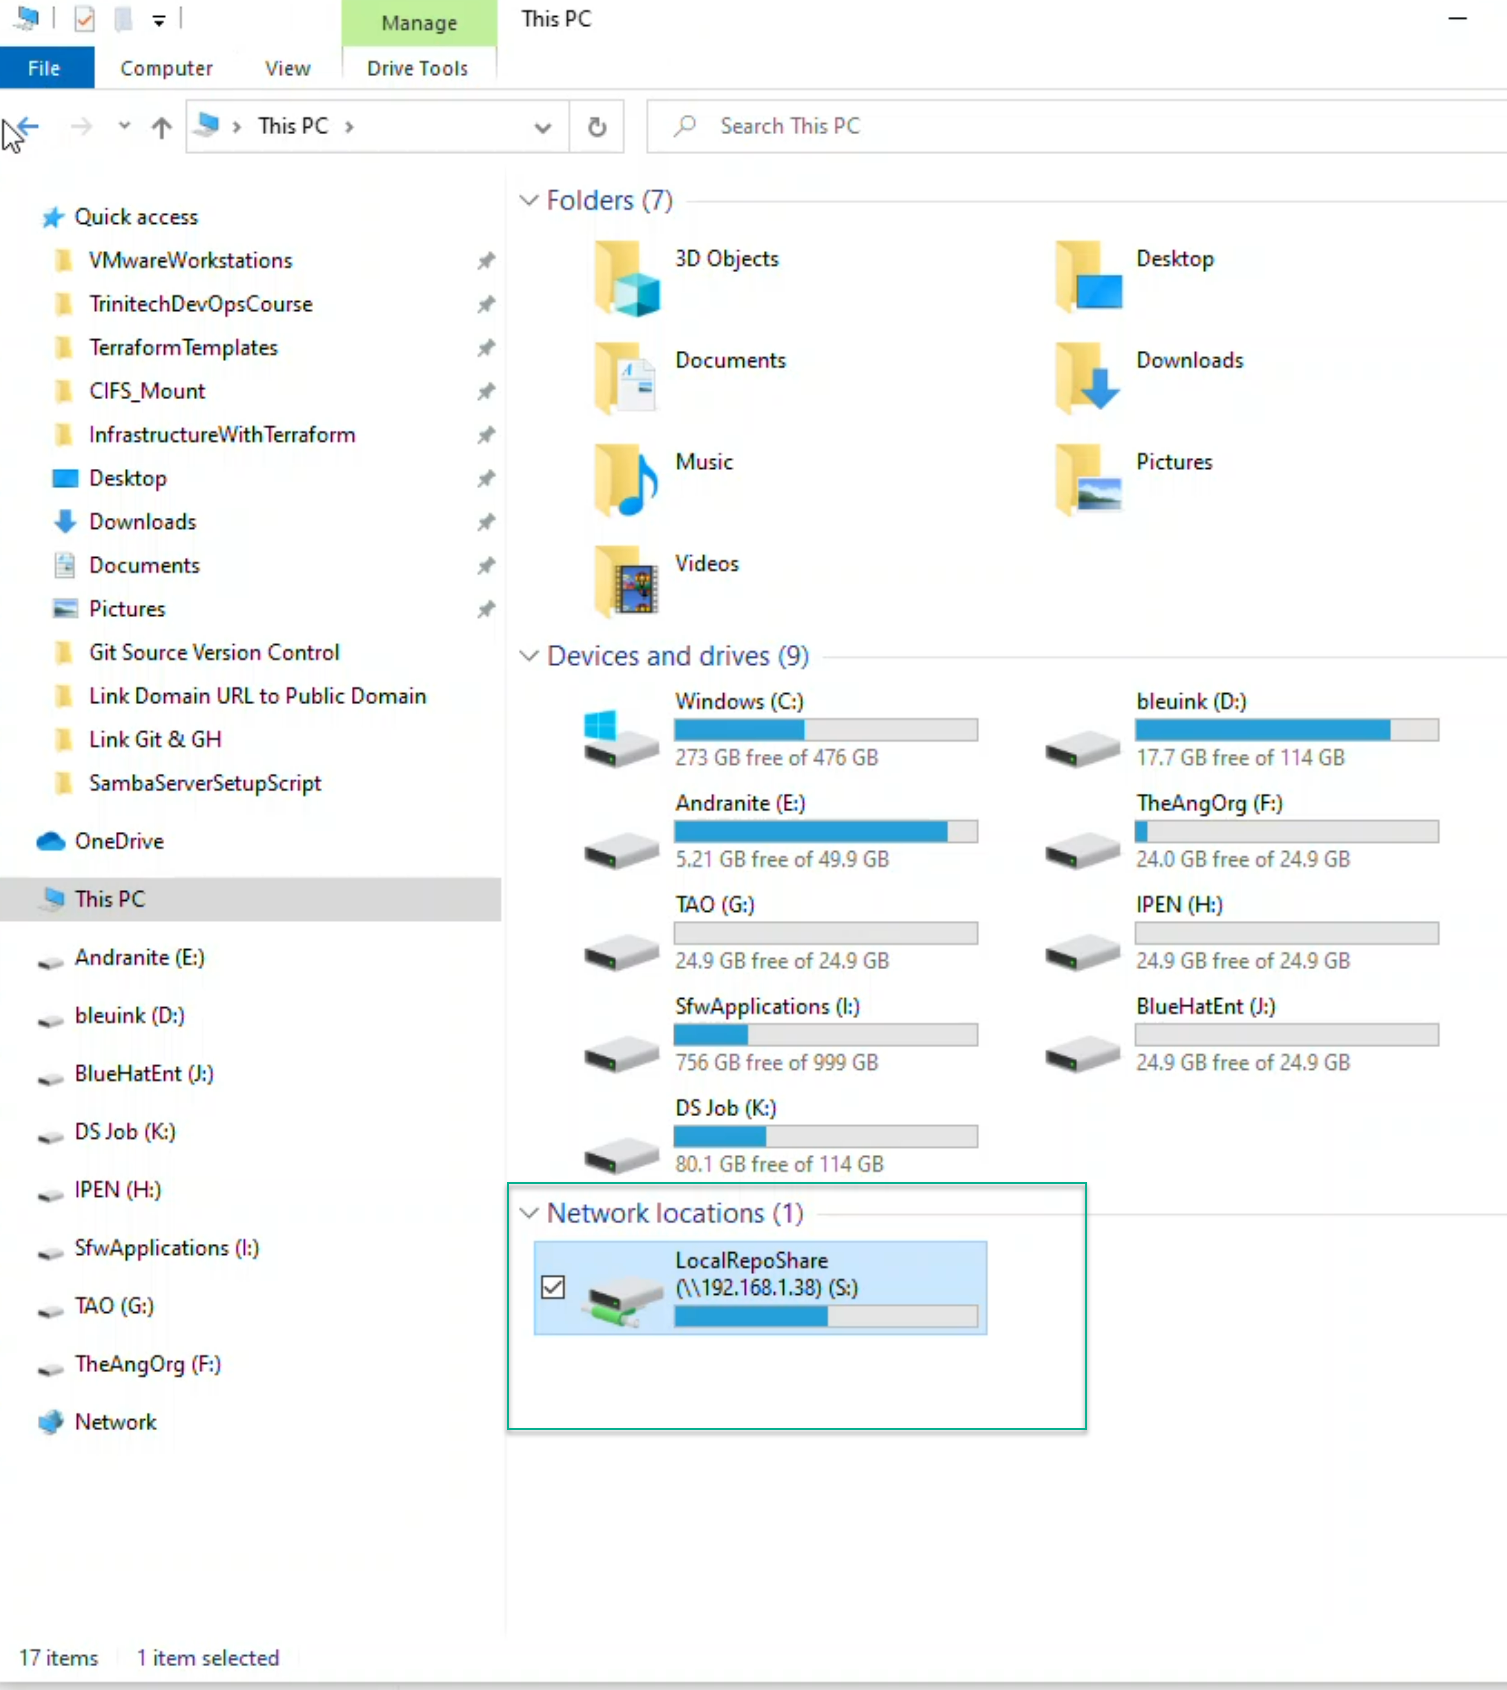 Manage
This PC
File
Computer
View
Drive Tools
This PC
Search This PC
Quick access
VMwareWorkstations
TrinitechDevOpsCourse
TerraformTemplates
CIFS_Mount
InfrastructureWithTerraform
Desktop
Downloads
Documents
Pictures
Git Source Version Control
Link Domain URL to Public Domain
Link Git & GH
SambaServerSetupScript
OneDrive
This PC
Andranite (E:)
bleuink (D:)
BlueHatEnt (J:)
DS Job (K:)
IPEN (H:)
SfwApplications (I:)
TAO (G:)
TheAngOrg (F:)
Network
Folders (7)
3D Objects
Desktop
Documents
Downloads
Music
Pictures
Videos
Devices and drives (9)
Windows (C:)
273 GB free of 476 GB
bleuink (D:)
17.7 GB free of 114 GB
Andranite (E:)
5.21 GB free of 49.9 GB
TheAngOrg (F:)
24.0 GB free of 24.9 GB
TAO (G:)
24.9 GB free of 24.9 GB
IPEN (H:)
24.9 GB free of 24.9 GB
SfwApplications (I:)
756 GB free of 999 GB
BlueHatEnt (J:)
24.9 GB free of 24.9 GB
DS Job (K:)
80.1 GB free of 114 GB
Network locations (1)
LocalRepoShare
(\\192.168.1.38) (S:)
17 items
1 item selected